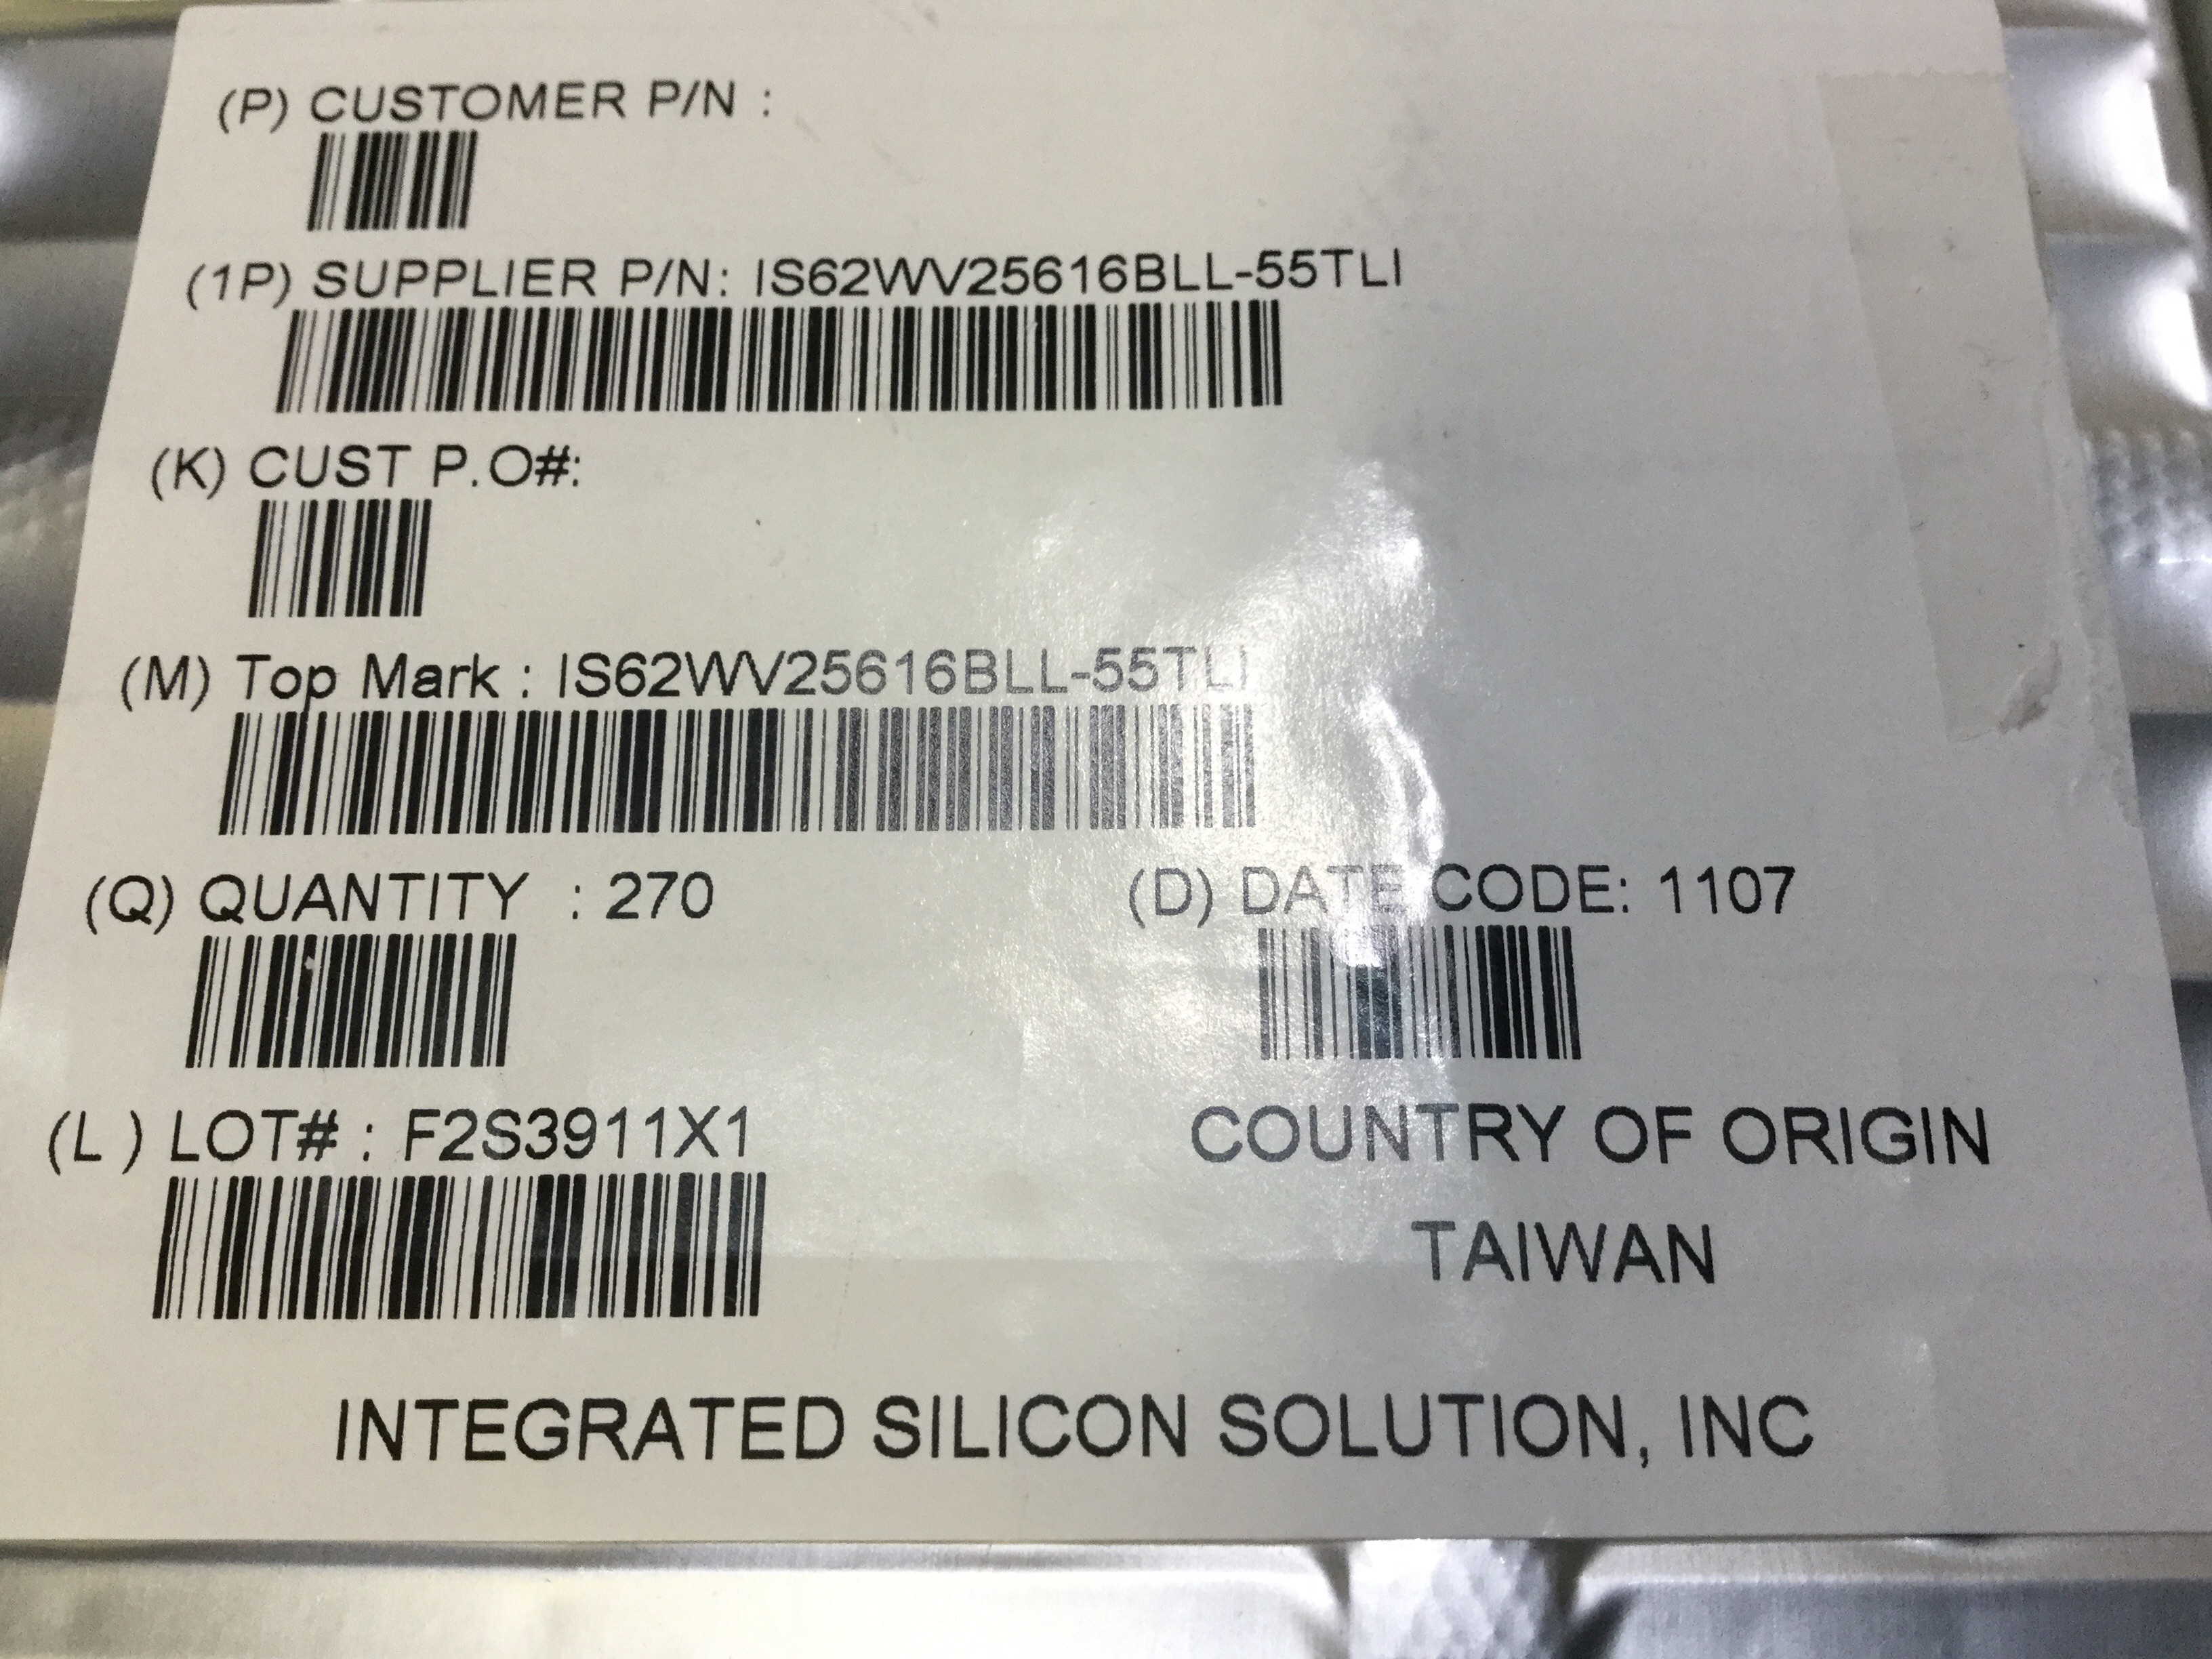 (P) CUSTOMER P/N :
(1P) SUPPLIER P/N: IS62WV25616BLL-55TLI
(K) CUST P.O#:
(M) Top Mark : IS62WV25616BLL-55TLI
(Q) QUANTITY : 270 (D) DATE CODE: 1107
(L ) LOT# : F2S3911X1
COUNTRY OF ORIGIN
TAIWAN
INTEGRATED SILICON SOLUTION, INC